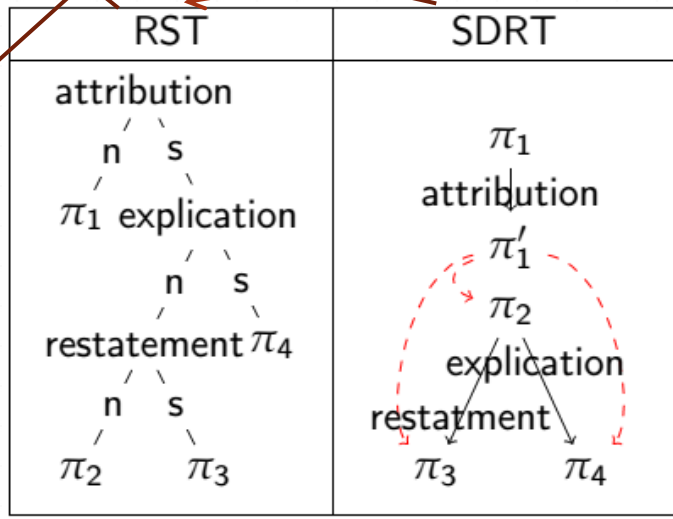 RST
SDRT
attribution
n s
π₁ explication
n s
restatement π₄
n s
π₂ π₃
π₁
attribution
π′₁
π₂
explication
restatment
π₃ π₄